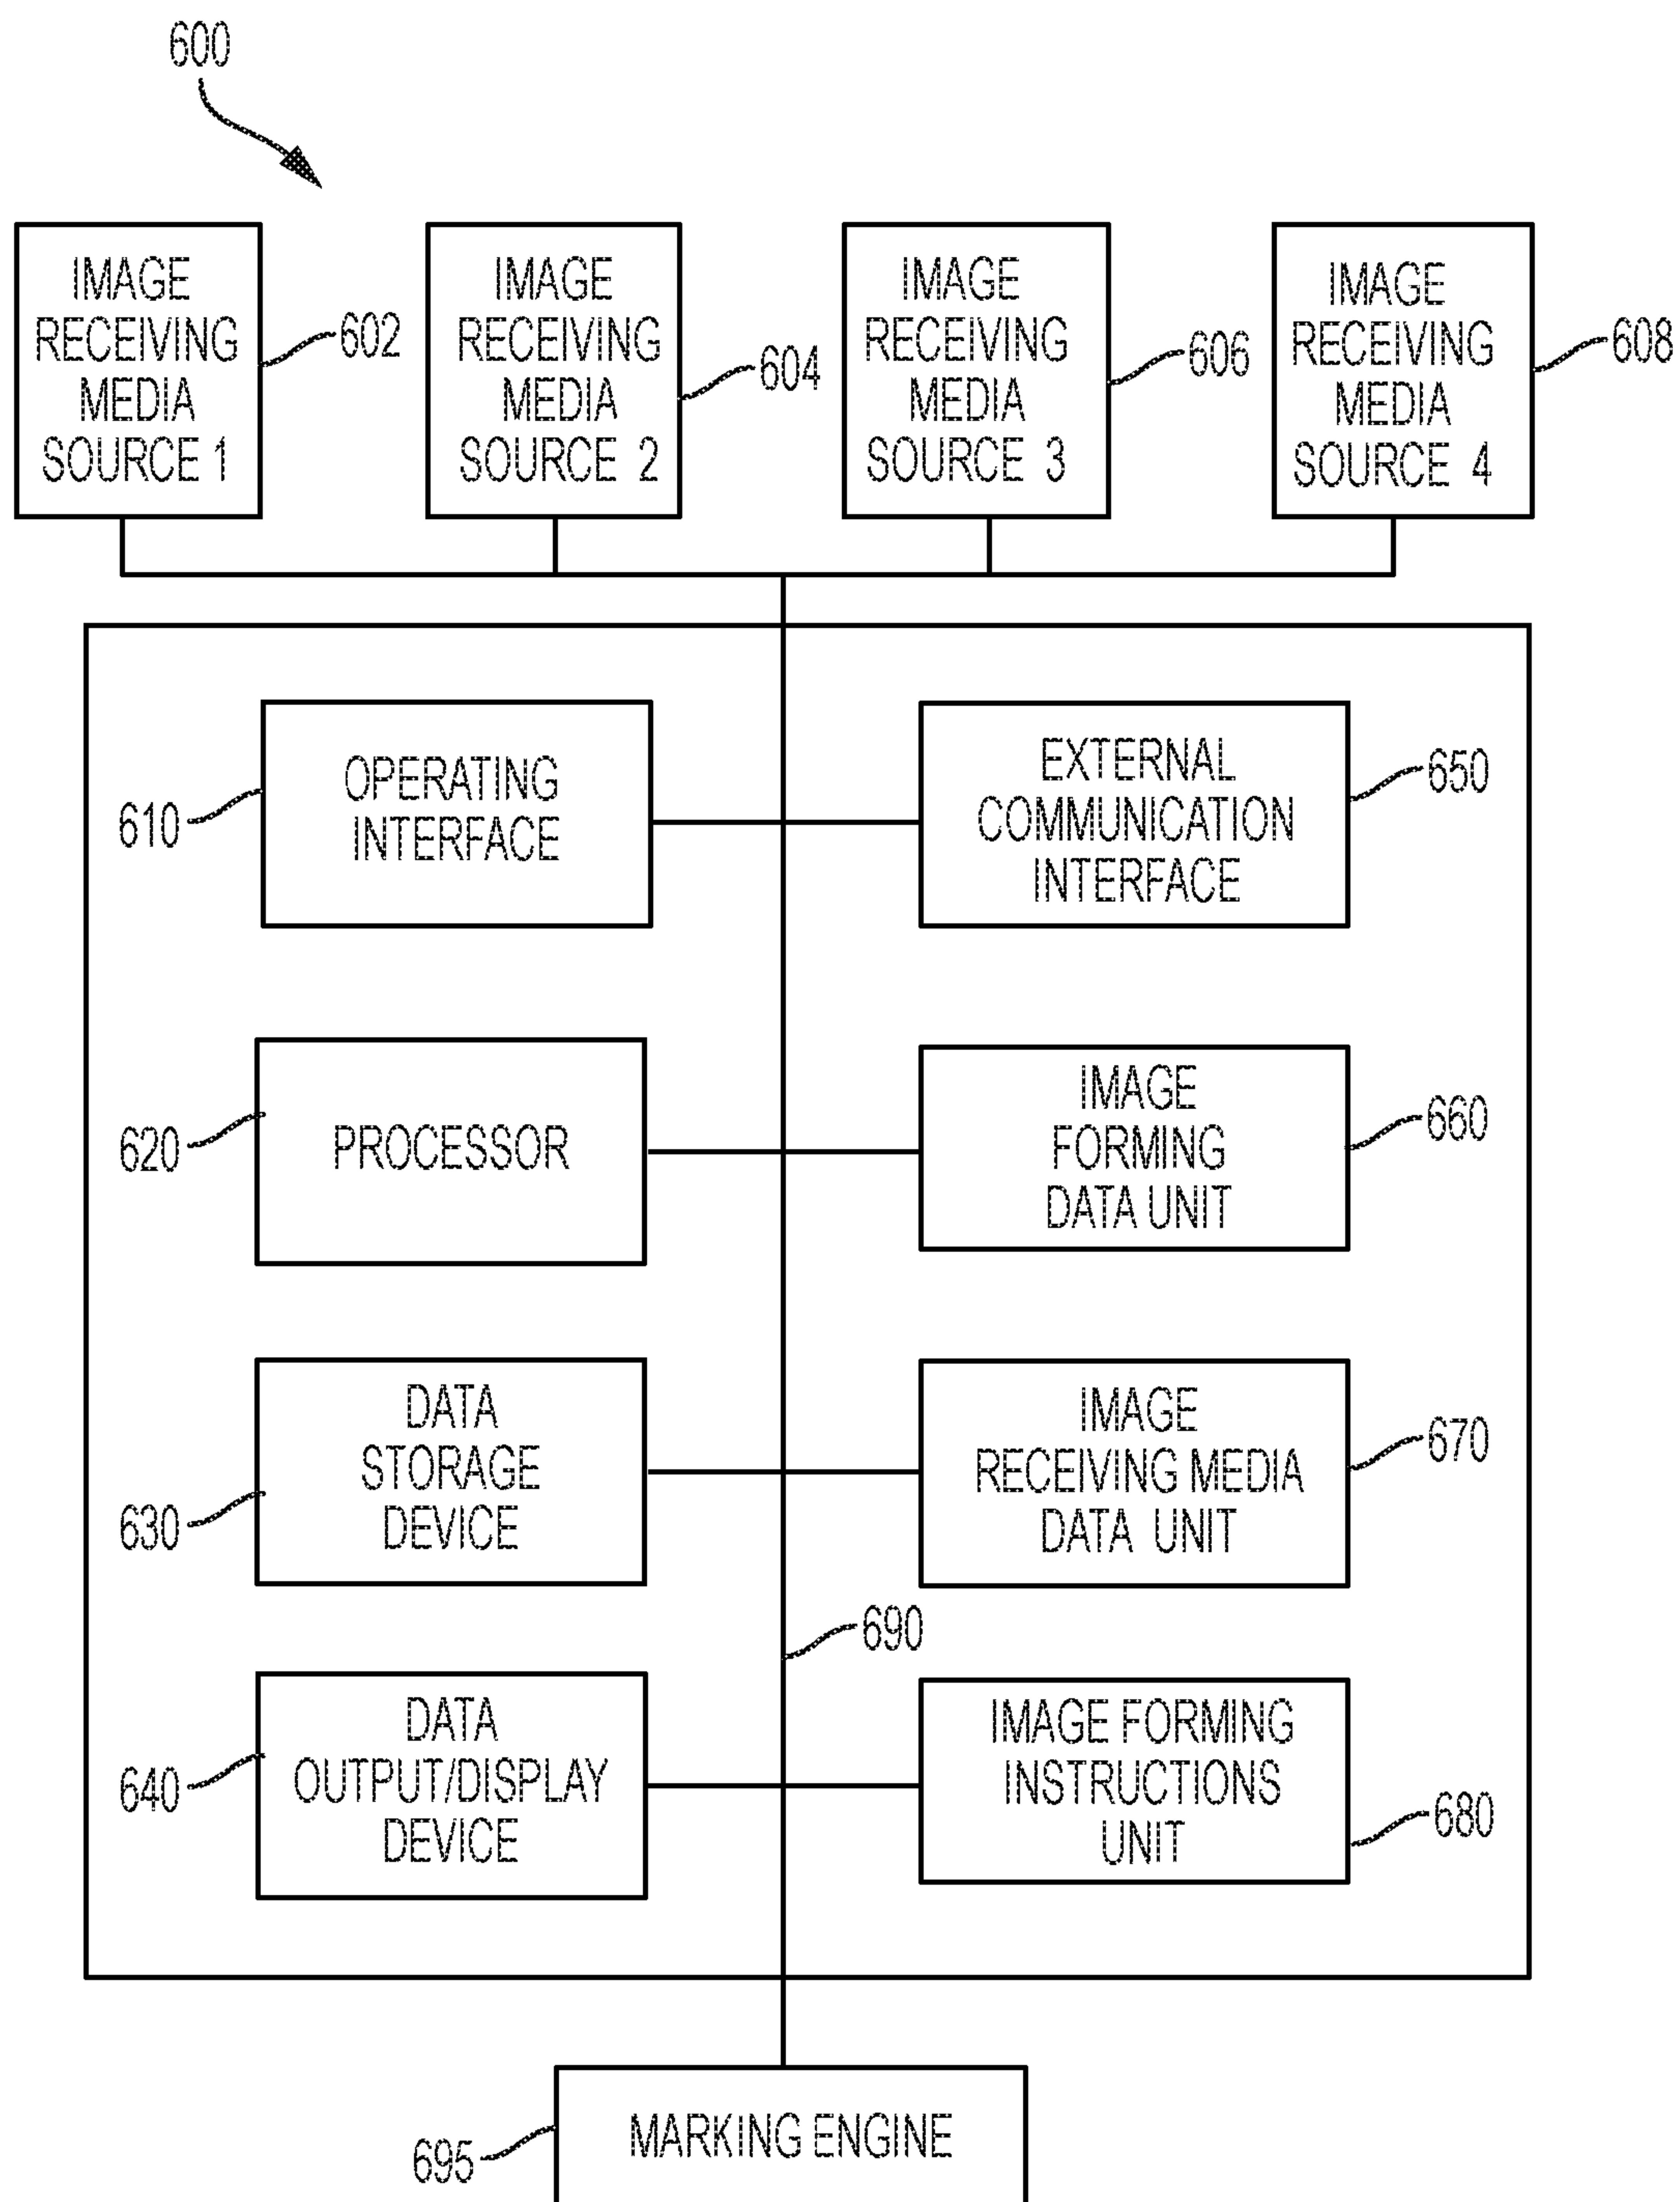 600
IMAGE
RECEIVING
MEDIA
SOURCE 1
602
IMAGE
RECEIVING
MEDIA
SOURCE 2
604
IMAGE
RECEIVING
MEDIA
SOURCE 3
606
IMAGE
RECEIVING
MEDIA
SOURCE 4
608
610
OPERATING
INTERFACE
EXTERNAL
COMMUNICATION
INTERFACE
650
620
PROCESSOR
IMAGE
FORMING
DATA UNIT
660
630
DATA
STORAGE
DEVICE
IMAGE
RECEIVING MEDIA
DATA UNIT
670
690
640
DATA
OUTPUT/DISPLAY
DEVICE
IMAGE FORMING
INSTRUCTIONS
UNIT
680
695
MARKING ENGINE